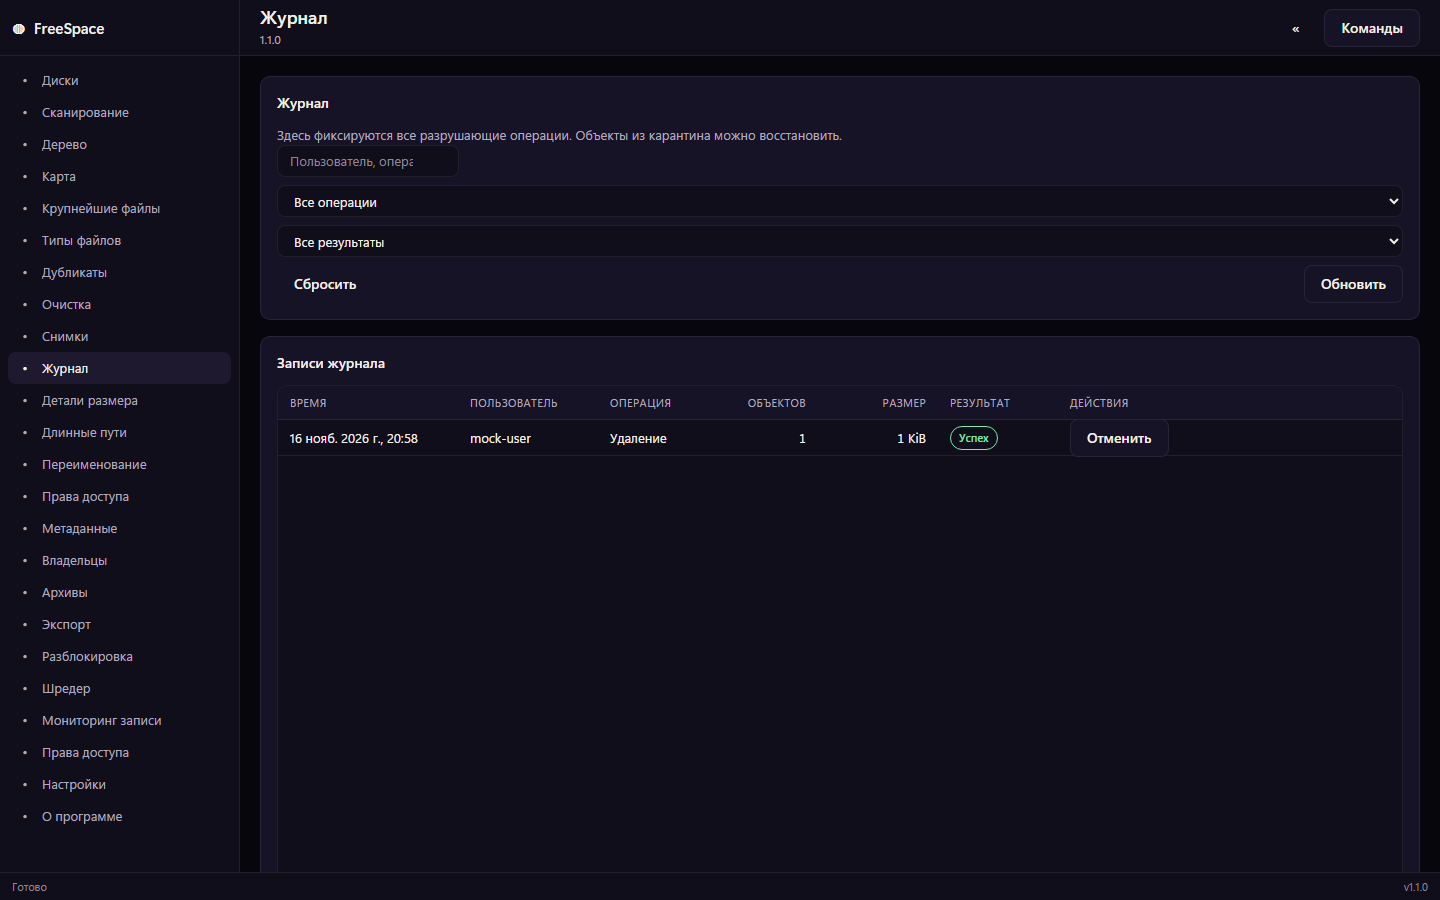 FreeSpace
Журнал
1.1.0
«
Команды
Диски
Сканирование
Дерево
Карта
Крупнейшие файлы
Типы файлов
Дубликаты
Очистка
Снимки
Журнал
Детали размера
Длинные пути
Переименование
Права доступа
Метаданные
Владельцы
Архивы
Экспорт
Разблокировка
Шредер
Мониторинг записи
Права доступа
Настройки
О программе
Журнал
Здесь фиксируются все разрушающие операции. Объекты из карантина можно восстановить.
Пользователь, опера
Все операции
Все результаты
Сбросить
Обновить
Записи журнала
ВРЕМЯ ПОЛЬЗОВАТЕЛЬ ОПЕРАЦИЯ ОБЪЕКТОВ РАЗМЕР РЕЗУЛЬТАТ ДЕЙСТВИЯ
16 нояб. 2026 г., 20:58 mock-user Удаление 1 1 KiB Успех Отменить
Готово
v1.1.0